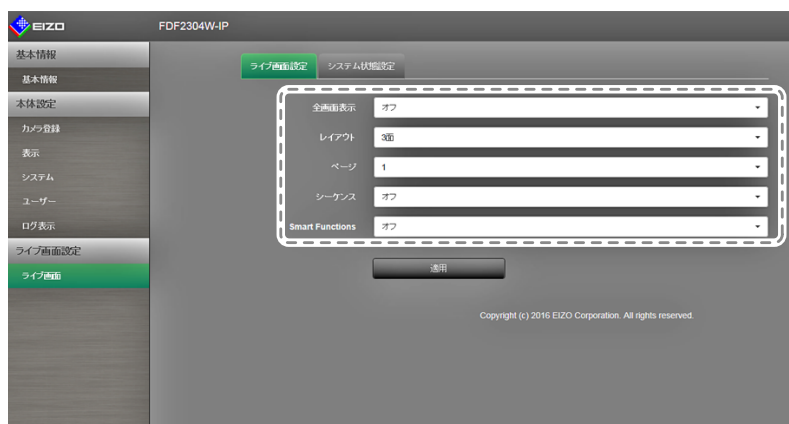 EIZO FDF2304W-IP
基本情報
基本情報
本体設定
カメラ登録
表示
システム
ユーザー
ログ表示
ライブ画面設定
ライブ画面
ライブ画面設定 システム状態設定
全画面表示 オフ
レイアウト 3面
ページ 1
シーケンス オフ
Smart Functions オフ
適用
Copyright (c) 2016 EIZO Corporation. All rights reserved.